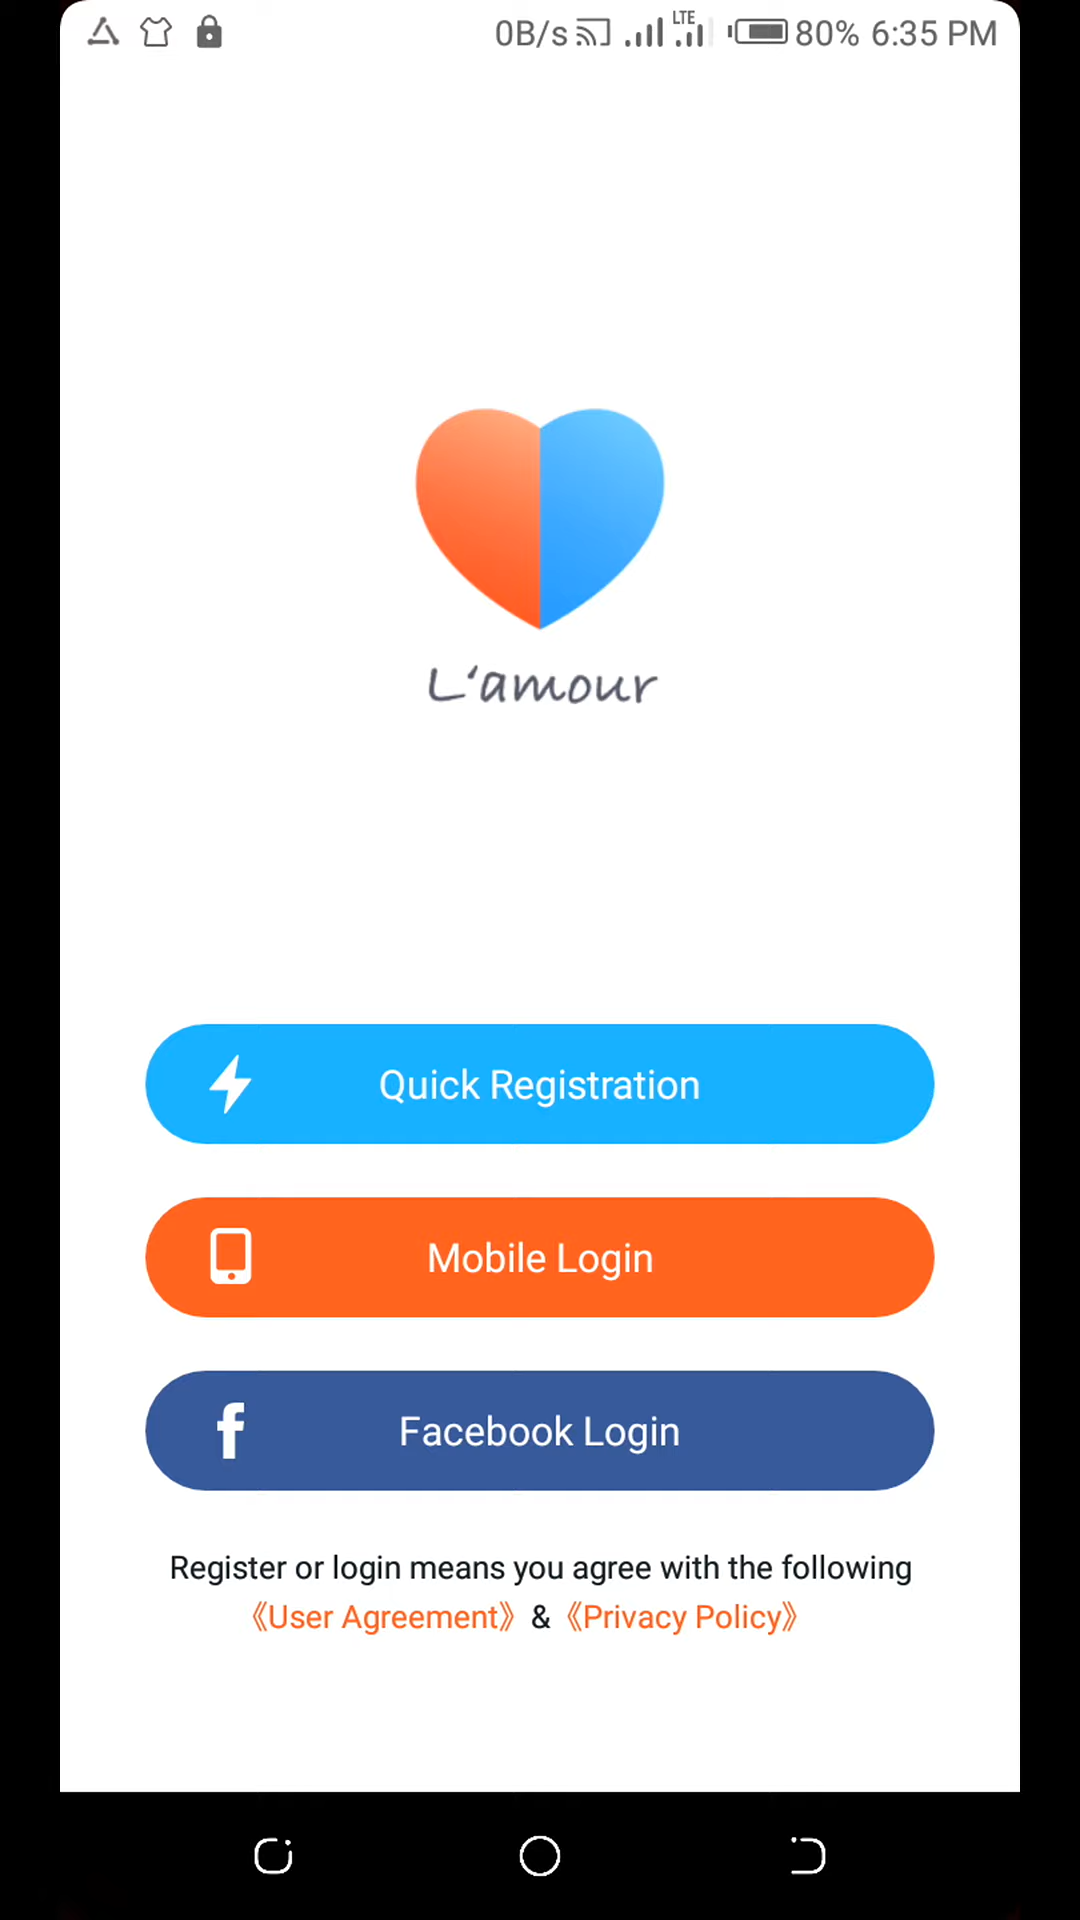 0B/s LTE 80% 6:35 PM
L'amour
Quick Registration
Mobile Login
Facebook Login
Register or login means you agree with the following
《User Agreement》 & 《Privacy Policy》